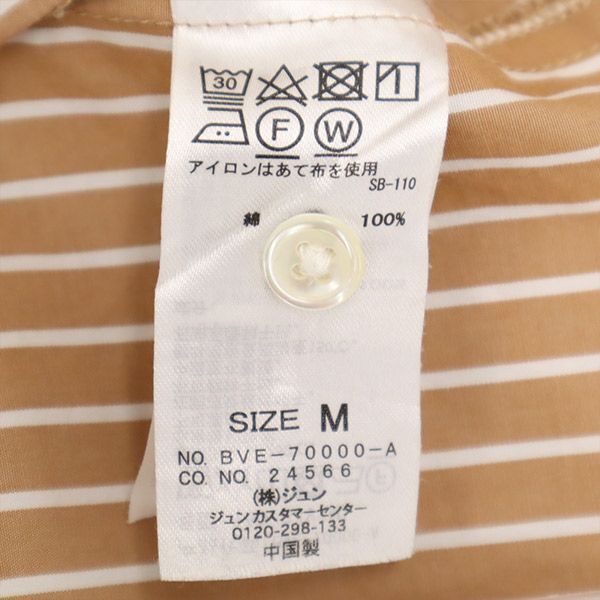 30
F W
アイロンはあて布を使用
SB-110
綿 100%
SIZE M
NO. BVE-70000-A
CO. NO. 24566
(株)ジュン
ジュンカスタマーセンター
0120-298-133
中国製